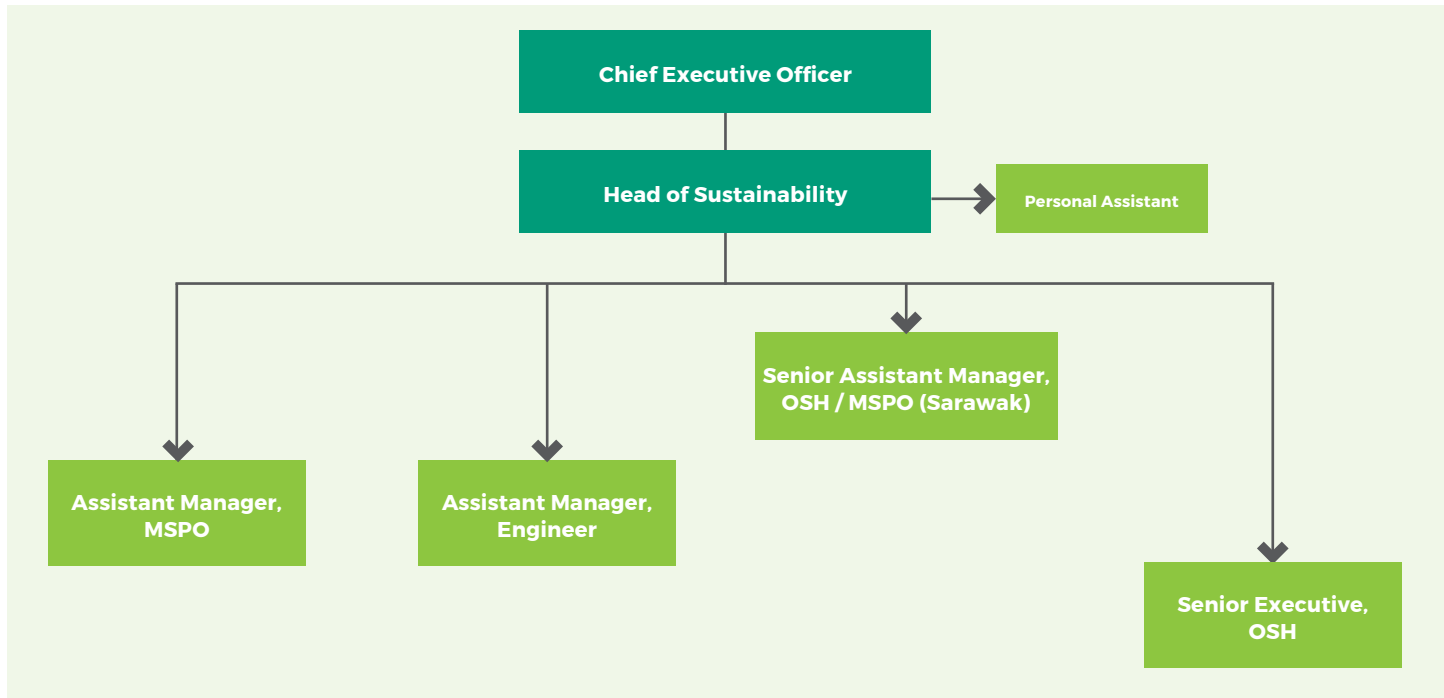 Chief Executive Officer
Head of Sustainability
Personal Assistant
Senior Assistant Manager,
OSH / MSPO (Sarawak)
Assistant Manager,
MSPO
Assistant Manager,
Engineer
Senior Executive,
OSH